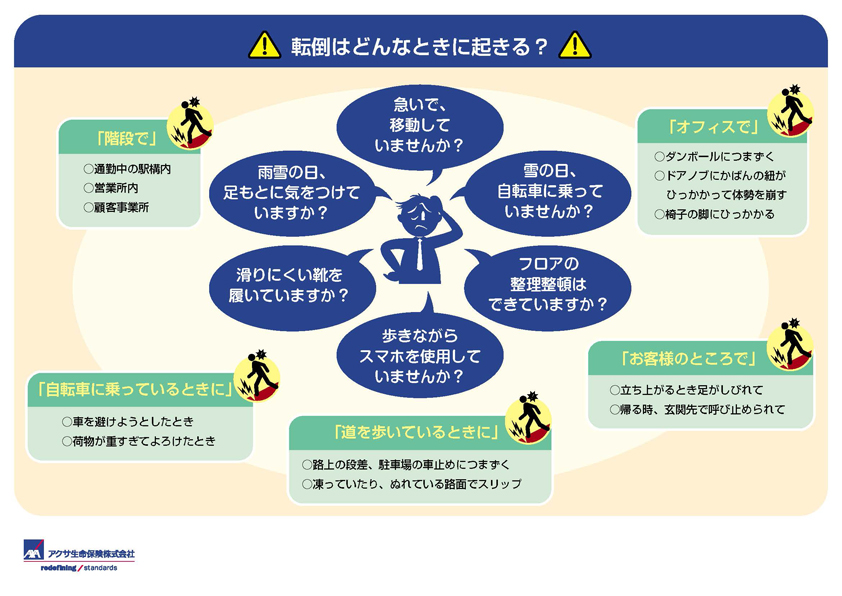 転倒はどんなときに起きる？
急いで、
移動して
いませんか？
雨雪の日、
足もとに気をつけて
いますか？
雪の日、
自転車に乗って
いませんか？
滑りにくい靴を
履いていますか？
フロアの
整理整頓は
できていますか？
歩きながら
スマホを使用して
いませんか？
「階段で」
○通勤中の駅構内
○営業所内
○顧客事業所
「オフィスで」
○ダンボールにつまずく
○ドアノブにかばんの紐が
ひっかかって体勢を崩す
○椅子の脚にひっかかる
「自転車に乗っているときに」
○車を避けようとしたとき
○荷物が重すぎてよろけたとき
「道を歩いているときに」
○路上の段差、駐車場の車止めにつまずく
○凍っていたり、ぬれている路面でスリップ
「お客様のところで」
○立ち上がるとき足がしびれて
○帰る時、玄関先で呼び止められて
AXA アクサ生命保険株式会社
redefining / standards